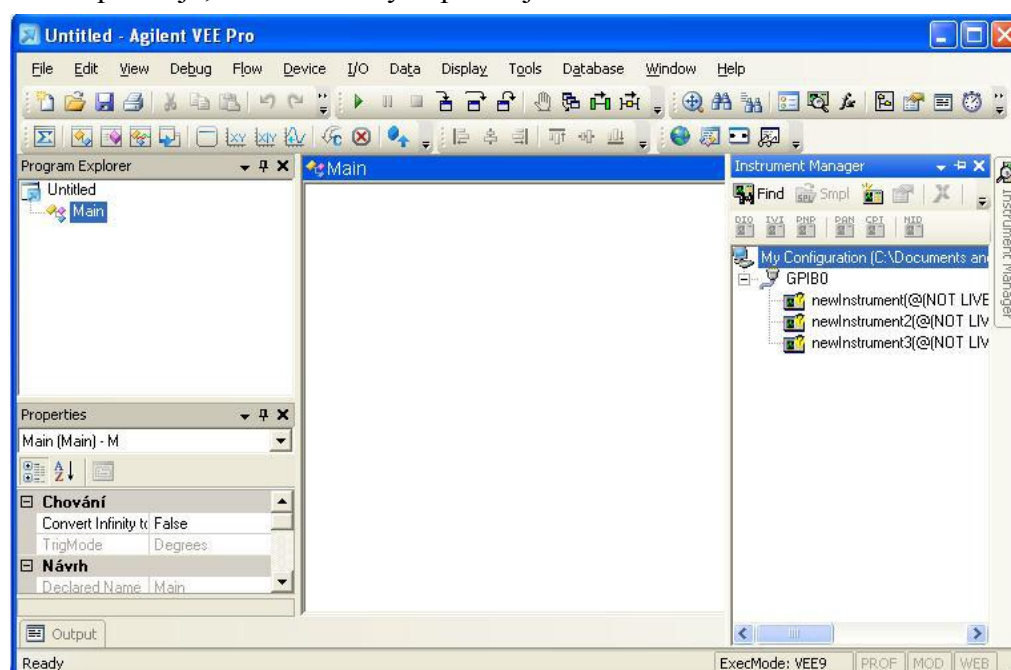 Untitled - Agilent VEE Pro
File Edit View Debug Flow Device I/O Data Display Tools Database Window Help
Program Explorer
Untitled
Main
Main
Instrument Manager
Find Smpl
DIO IVI PNP PAN CPI NID
My Configuration (C:\Documents an
GPIB0
newInstrument(@(NOT LIVE
newInstrument2(@(NOT LIV
newInstrument3(@(NOT LIV
Instrument Manager
Properties
Main (Main) - M
Chování
Convert Infinity to False
TrigMode Degrees
Návrh
Declared Name Main
Output
Ready
ExecMode: VEE9 PROF MOD WEB